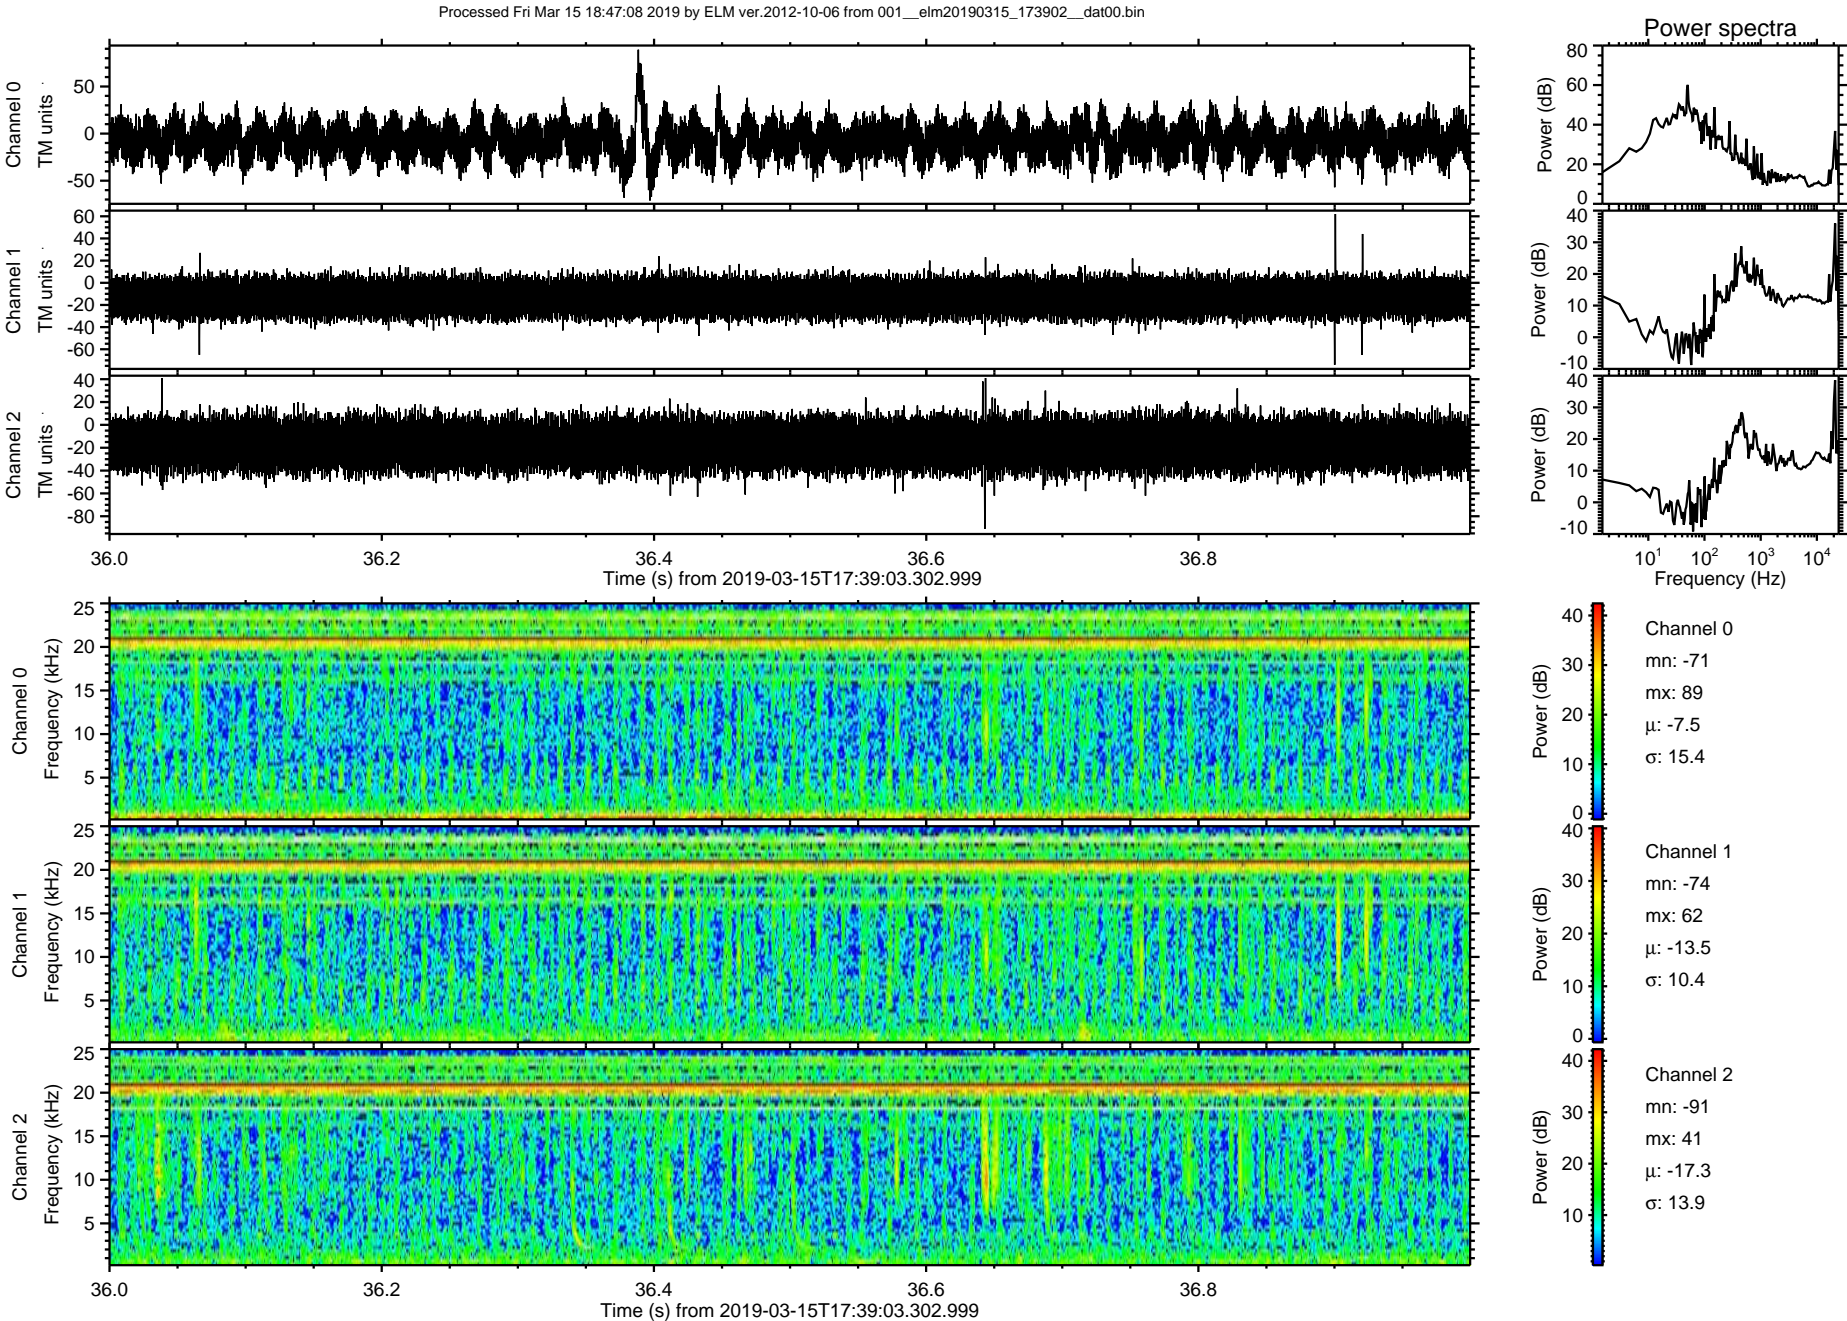 Processed Fri Mar 15 18:47:08 2019 by ELM ver.2012-10-06 from 001__elm20190315_173902__dat00.bin
Power spectra
Channel 0
TM units
50
0
-50
Power (dB)
80
60
40
20
0
Channel 1
TM units
60
40
20
0
-20
-40
-60
Power (dB)
40
30
20
10
0
-10
Channel 2
TM units
40
20
0
-20
-40
-60
-80
Power (dB)
40
30
20
10
0
-10
36.0 36.2 36.4 36.6 36.8
Time (s) from 2019-03-15T17:39:03.302.999
10¹ 10² 10³ 10⁴
Frequency (Hz)
Channel 0
Frequency (kHz)
25
20
15
10
5
Power (dB)
40
30
20
10
0
Channel 0
mn: -71
mx: 89
μ: -7.5
σ: 15.4
Channel 1
Frequency (kHz)
25
20
15
10
5
Power (dB)
40
30
20
10
0
Channel 1
mn: -74
mx: 62
μ: -13.5
σ: 10.4
Channel 2
Frequency (kHz)
25
20
15
10
5
Power (dB)
40
30
20
10
Channel 2
mn: -91
mx: 41
μ: -17.3
σ: 13.9
36.0 36.2 36.4 36.6 36.8
Time (s) from 2019-03-15T17:39:03.302.999